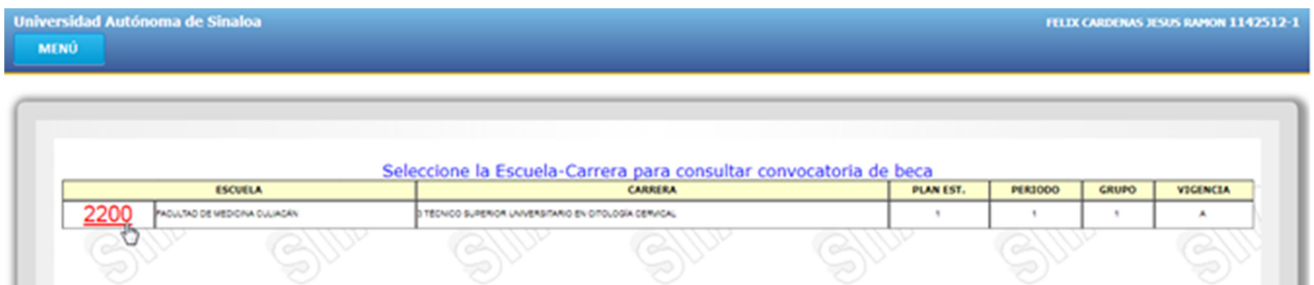 Universidad Autónoma de Sinaloa FELIX CARDENAS JESUS RAMON 1142512-1
MENÚ
Seleccione la Escuela-Carrera para consultar convocatoria de beca
ESCUELA CARRERA PLAN EST. PERIODO GRUPO VIGENCIA
2200 FACULTAD DE MEDICINA CULIACÁN TÉCNICO SUPERIOR UNIVERSITARIO EN CITOLOGÍA CERVICAL 1 1 1 A